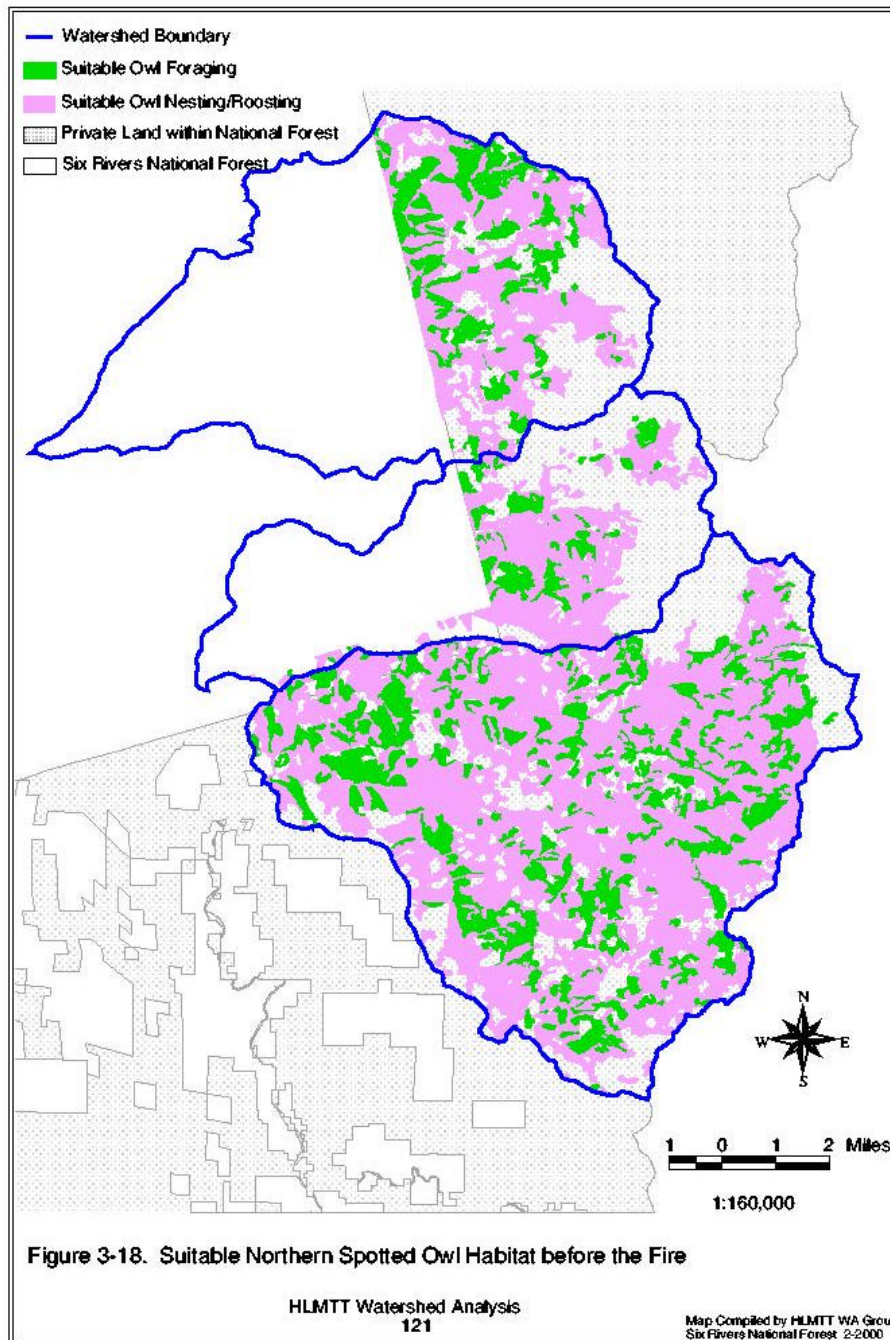 Watershed Boundary
Suitable Owl Foraging
Suitable Owl Nesting/Roosting
Private Land within National Forest
Six Rivers National Forest
N
W E
S
1 0 1 2 Miles
1:160,000
Figure 3-18. Suitable Northern Spotted Owl Habitat before the Fire
HLMTT Watershed Analysis
121
Map Compiled by HLMTT WA Grou
Six Rivers National Forest 2-2000